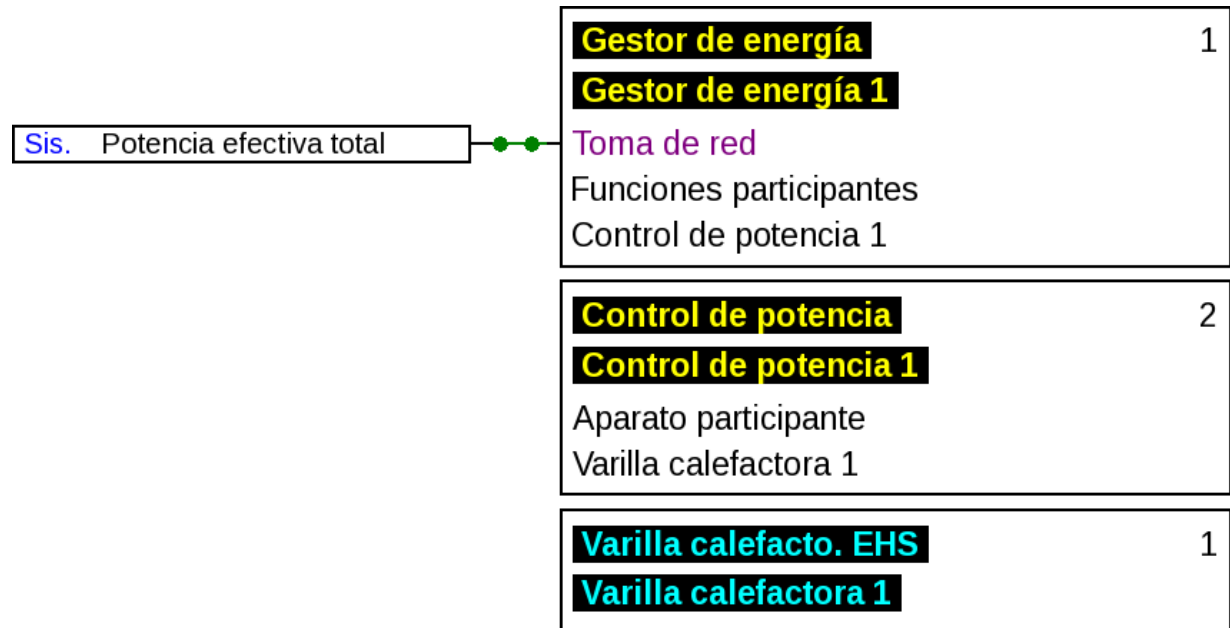 Gestor de energía 1
Gestor de energía 1
Sis. Potencia efectiva total
Toma de red
Funciones participantes
Control de potencia 1
Control de potencia 2
Control de potencia 1
Aparato participante
Varilla calefactora 1
Varilla calefacto. EHS 1
Varilla calefactora 1